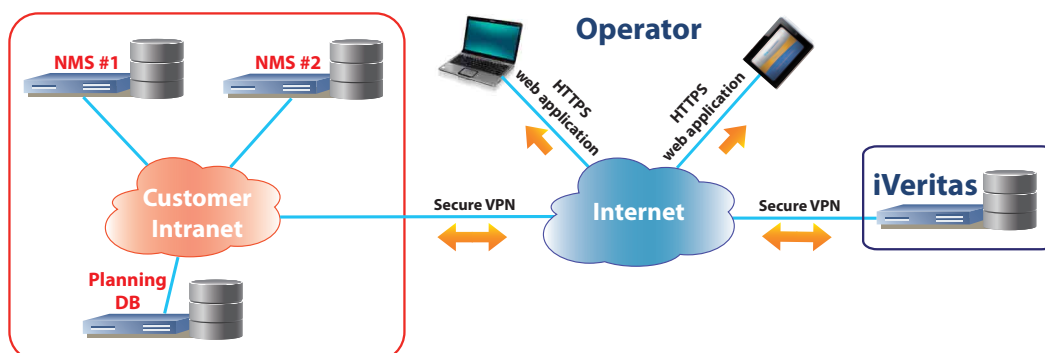 NMS #1
NMS #2
Operator
HTTPS
web application
HTTPS
web application
iVeritas
Customer
Intranet
Secure VPN
Internet
Secure VPN
Planning
DB